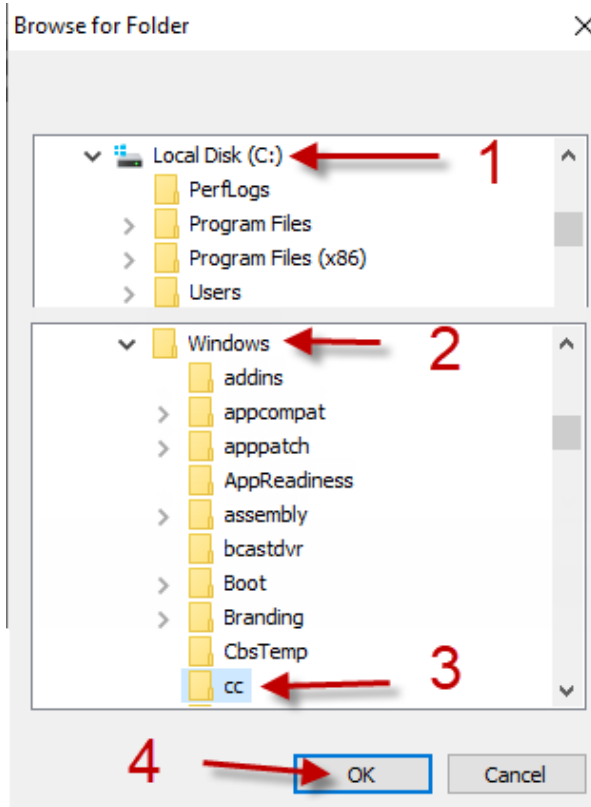 Browse for Folder
Local Disk (C:) 1
PerfLogs
Program Files
Program Files (x86)
Users
Windows 2
addins
appcompat
apppatch
AppReadiness
assembly
bcastdvr
Boot
Branding
CbsTemp
cc 3
4 OK Cancel